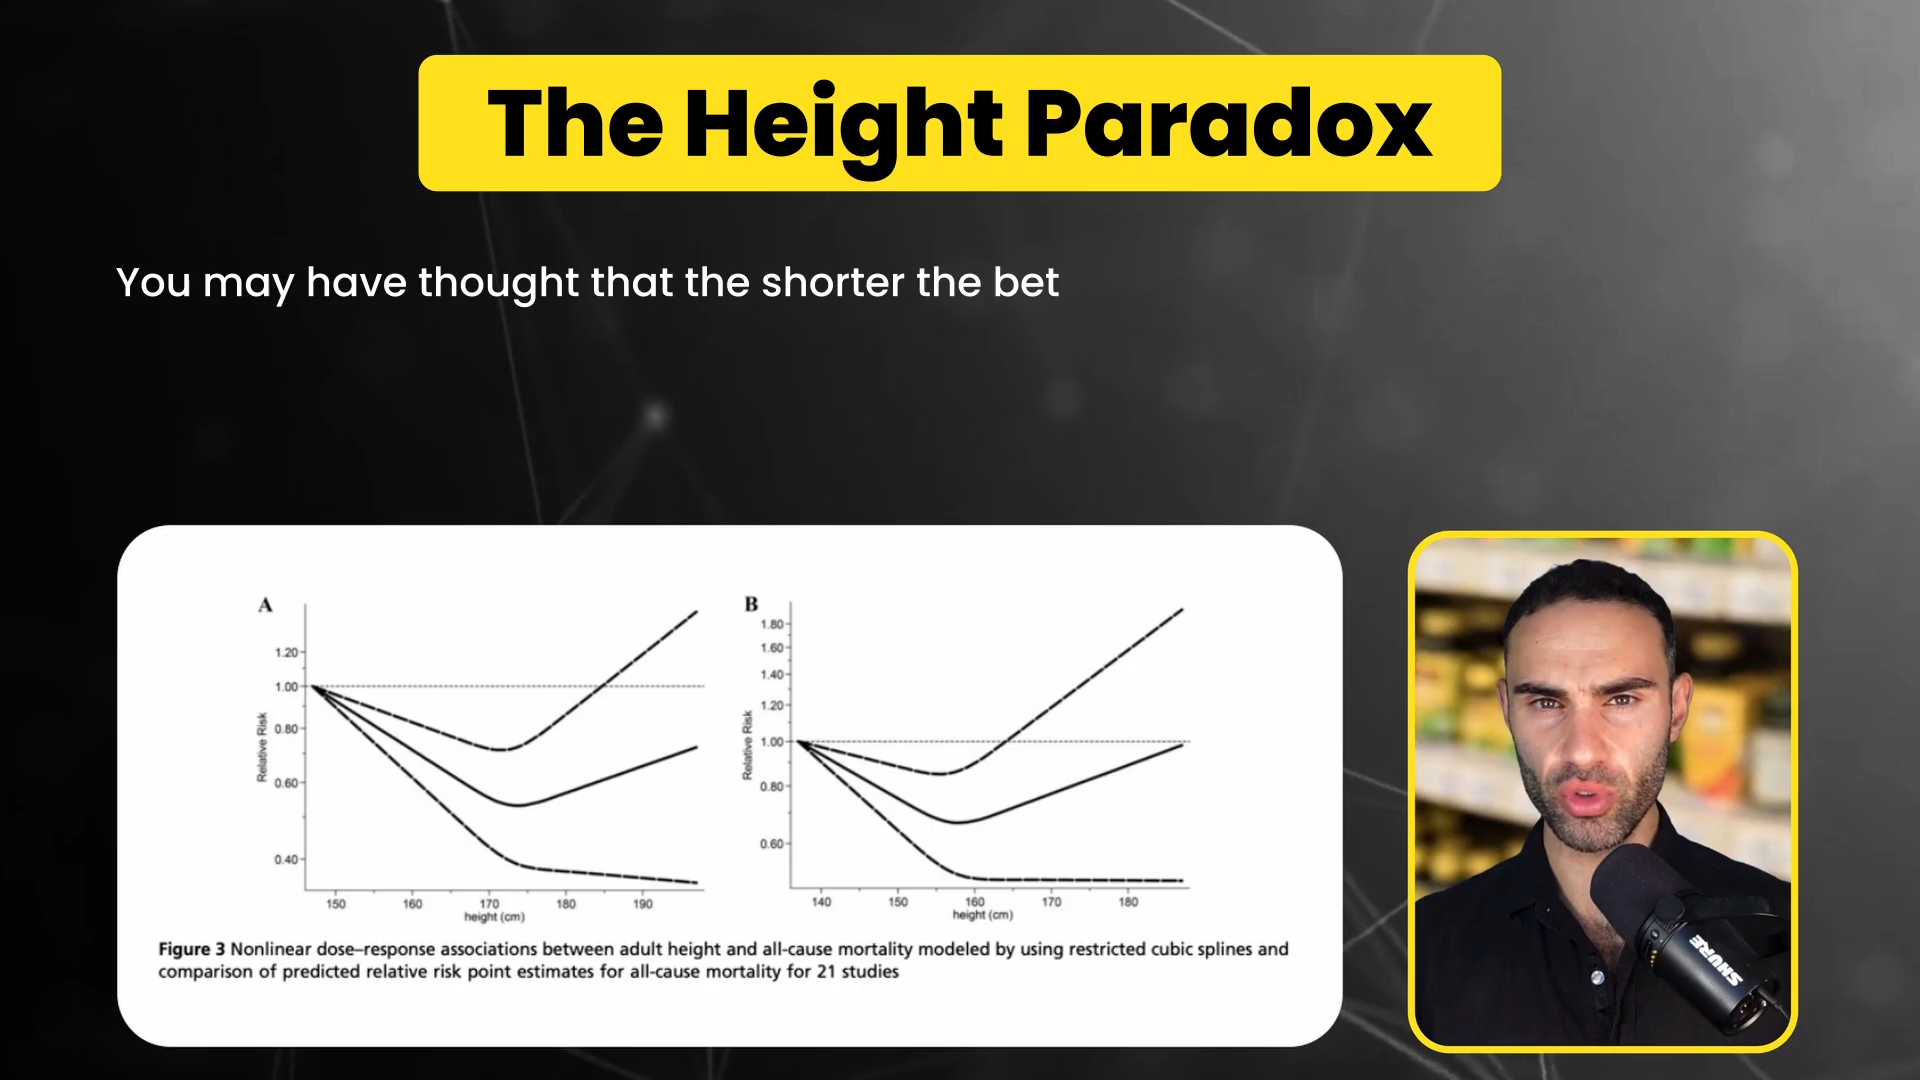 The Height Paradox
You may have thought that the shorter the bet
A
1.20
1.00
0.80
0.60
0.40
Relative Risk
150 160 170 180 190
height (cm)
B
1.80
1.60
1.40
1.20
1.00
0.80
0.60
Relative Risk
140 150 160 170 180
height (cm)
Figure 3 Nonlinear dose–response associations between adult height and all-cause mortality modeled by using restricted cubic splines and
comparison of predicted relative risk point estimates for all-cause mortality for 21 studies
SHURE